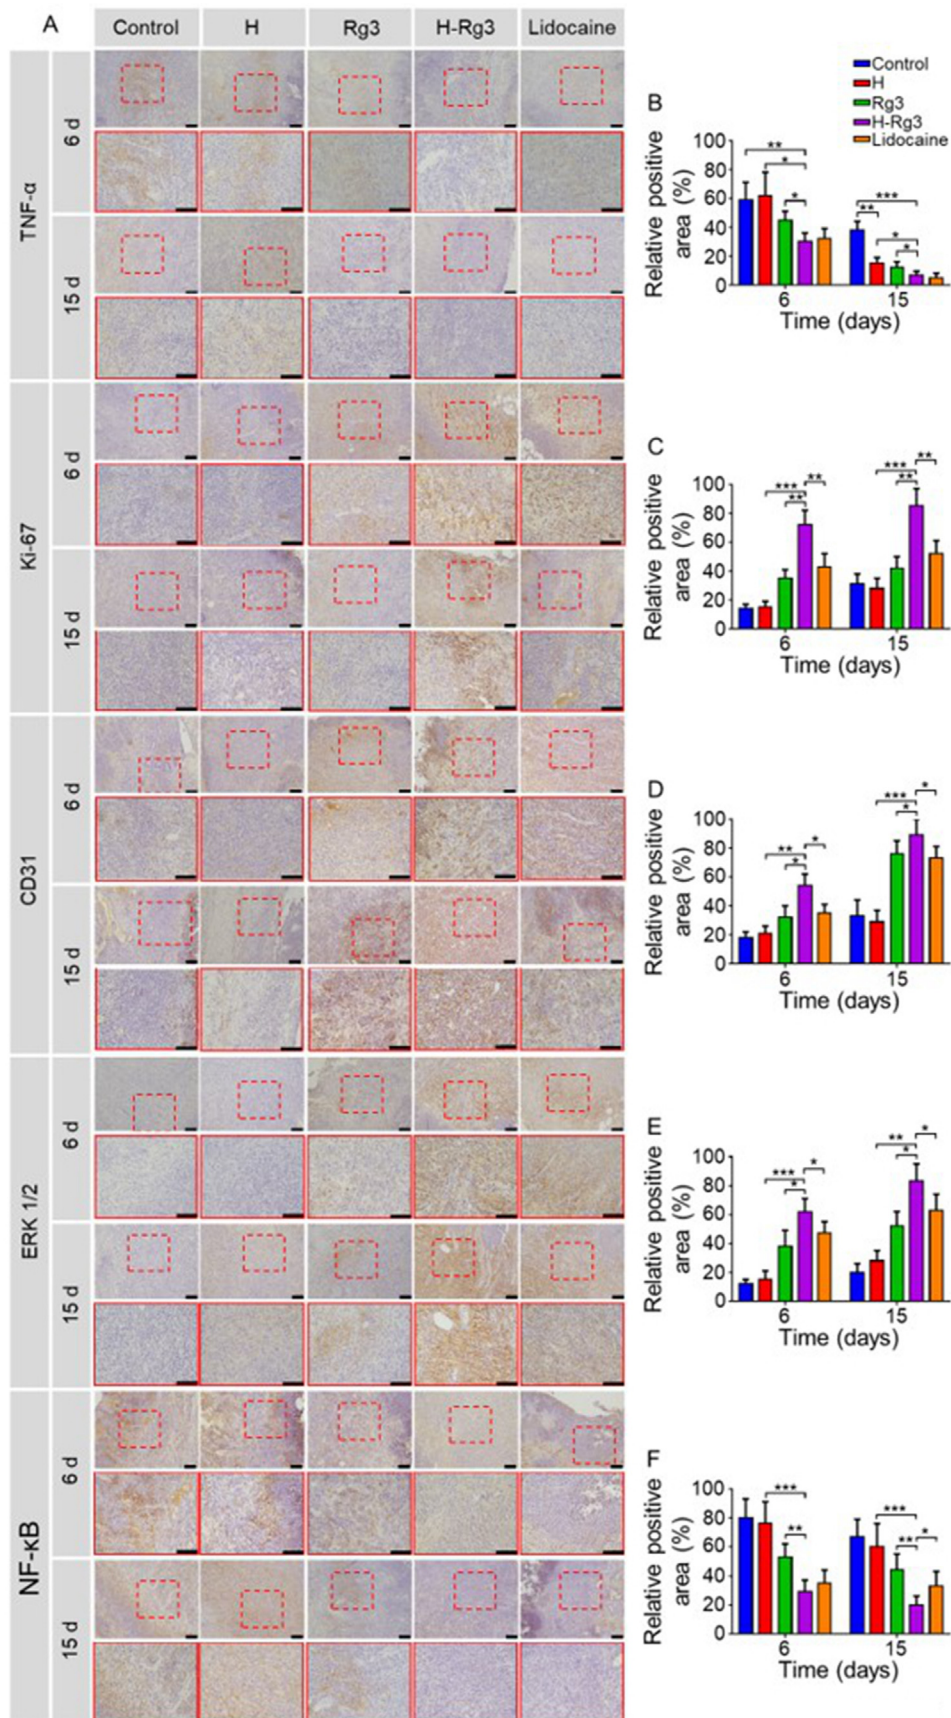 A
Control
H
Rg3
H-Rg3
Lidocaine
TNF-α
6 d
15 d
Ki-67
6 d
15 d
CD31
6 d
15 d
ERK 1/2
6 d
15 d
NF-κB
6 d
15 d
Control
H
Rg3
H-Rg3
Lidocaine
B
Relative positive
area (%)
100
80
60
40
20
0
**
*
*
***
**
*
*
6
15
Time (days)
C
Relative positive
area (%)
100
80
60
40
20
0
***
**
**
***
**
**
6
15
Time (days)
D
Relative positive
area (%)
100
80
60
40
20
0
**
*
*
***
*
*
6
15
Time (days)
E
Relative positive
area (%)
100
80
60
40
20
0
***
*
*
**
*
*
6
15
Time (days)
F
Relative positive
area (%)
100
80
60
40
20
0
***
**
***
**
*
6
15
Time (days)